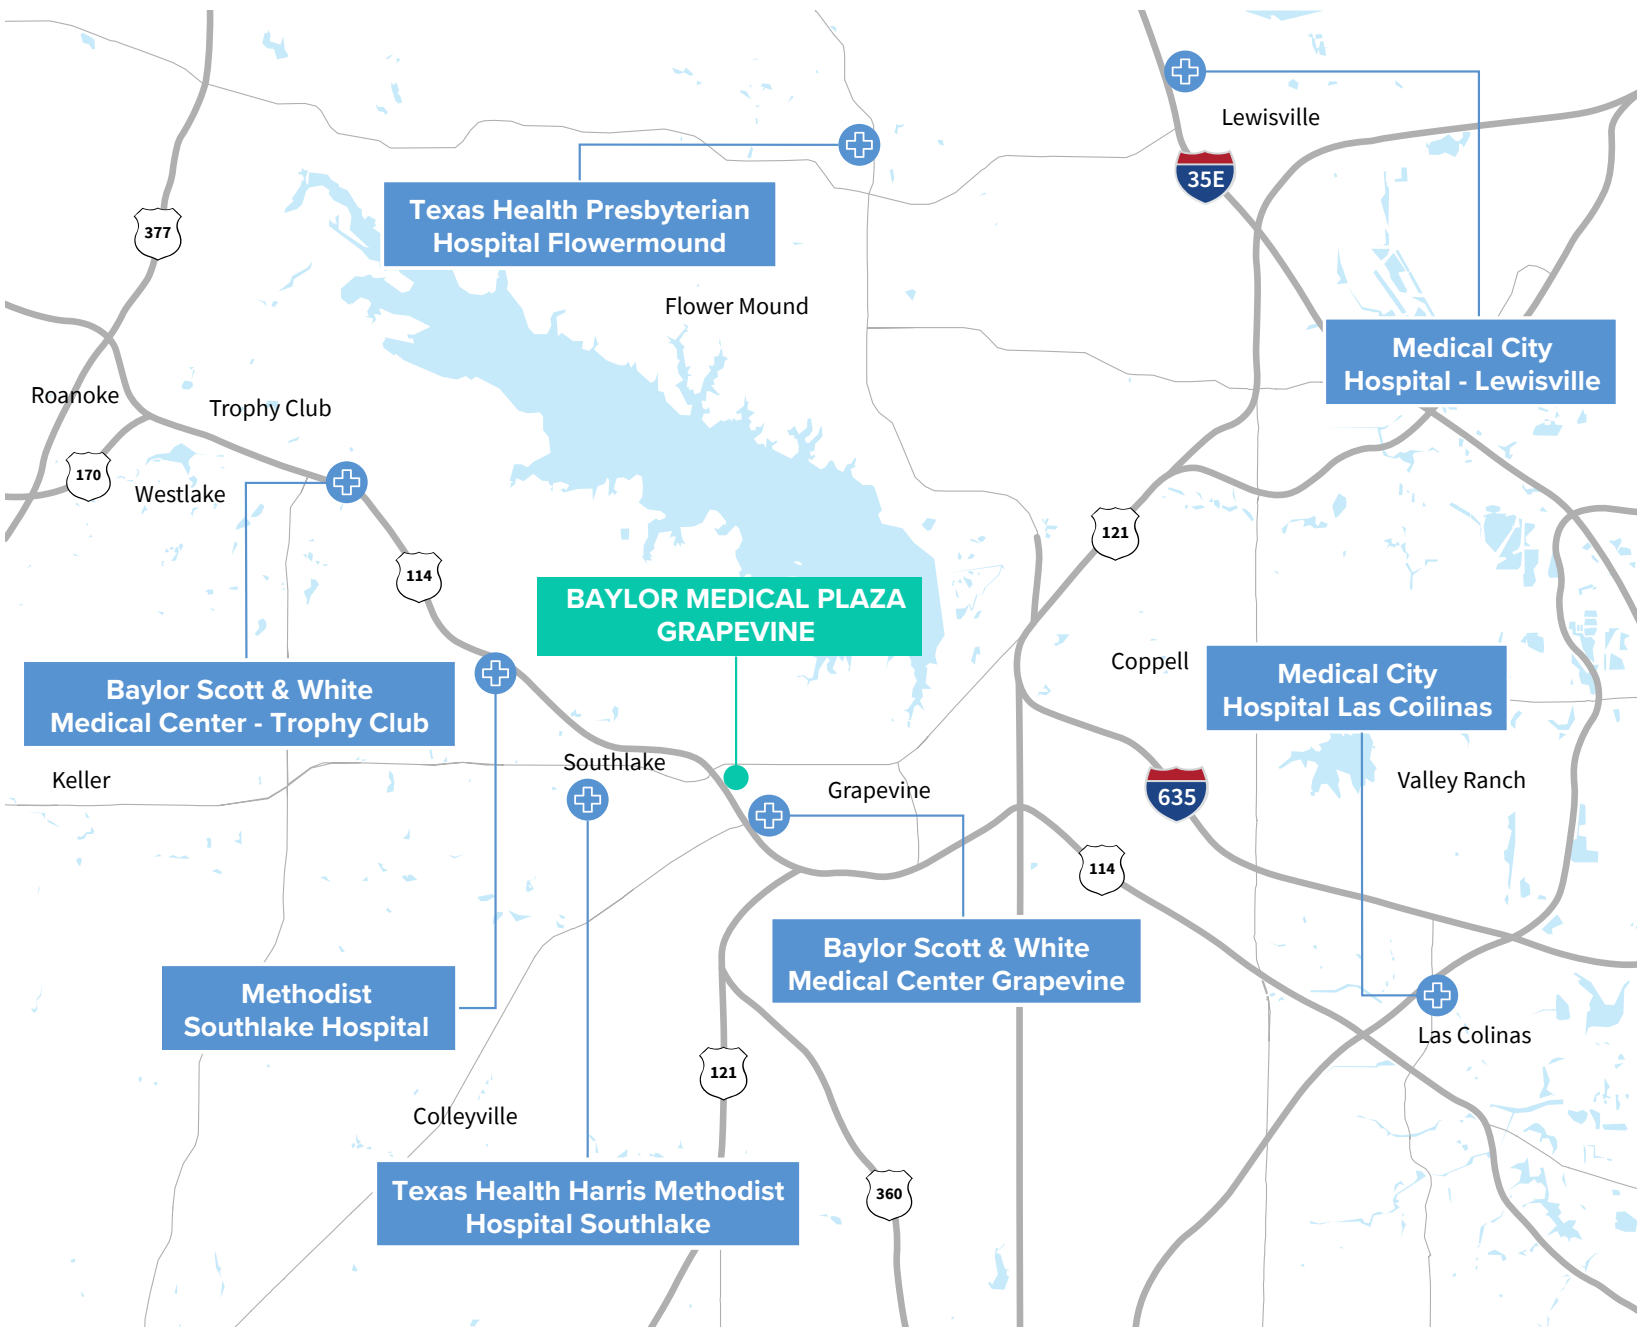 Lewisville
35E
Texas Health Presbyterian
Hospital Flowermound
377
Flower Mound
Medical City
Hospital - Lewisville
Roanoke
Trophy Club
170
Westlake
121
114
BAYLOR MEDICAL PLAZA
GRAPEVINE
Coppell
Medical City
Hospital Las Coilinas
Baylor Scott & White
Medical Center - Trophy Club
Southlake
Keller
Grapevine
635
Valley Ranch
114
Baylor Scott & White
Medical Center Grapevine
Methodist
Southlake Hospital
Las Colinas
121
Colleyville
Texas Health Harris Methodist
Hospital Southlake
360